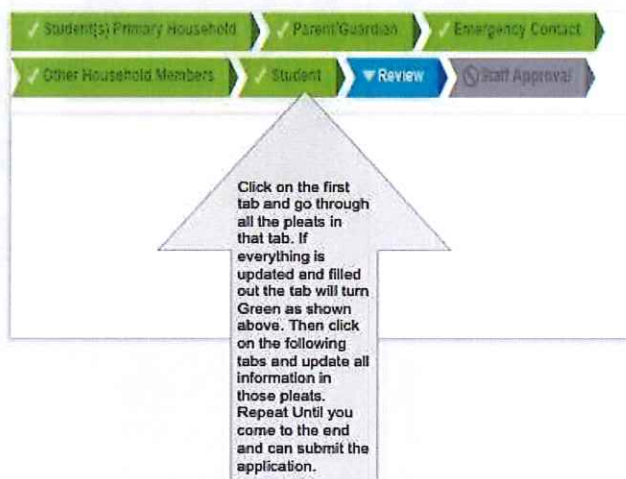 Student(s) Primary Household Parent/Guardian Emergency Contact
Other Household Members Student Review Staff Approval
Click on the first
tab and go through
all the pleats in
that tab. If
everything is
updated and filled
out the tab will turn
Green as shown
above. Then click
on the following
tabs and update all
information in
those pleats.
Repeat Until you
come to the end
and can submit the
application.